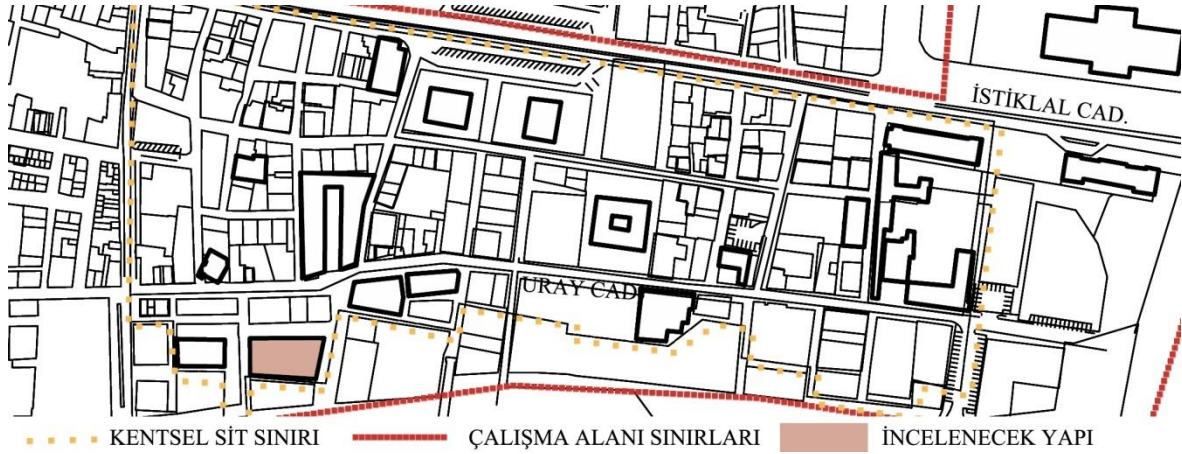 İSTİKLAL CAD.
URAY CAD.
KENTSEL SİT SINIRI
ÇALIŞMA ALANI SINIRLARI
İNCELENECEK YAPI